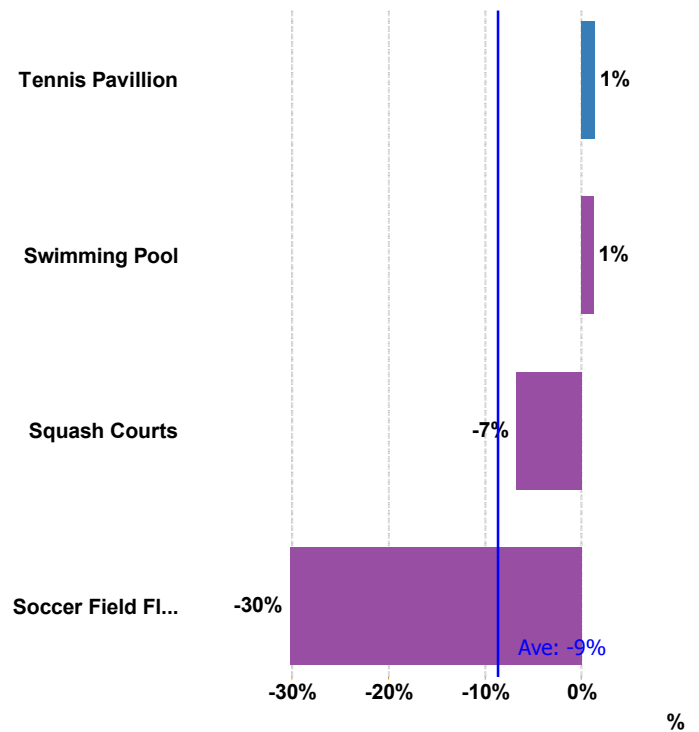 Tennis Pavillion
1%
Swimming Pool
1%
Squash Courts
-7%
Soccer Field Fl...
-30%
Ave: -9%
-30%
-20%
-10%
0%
%